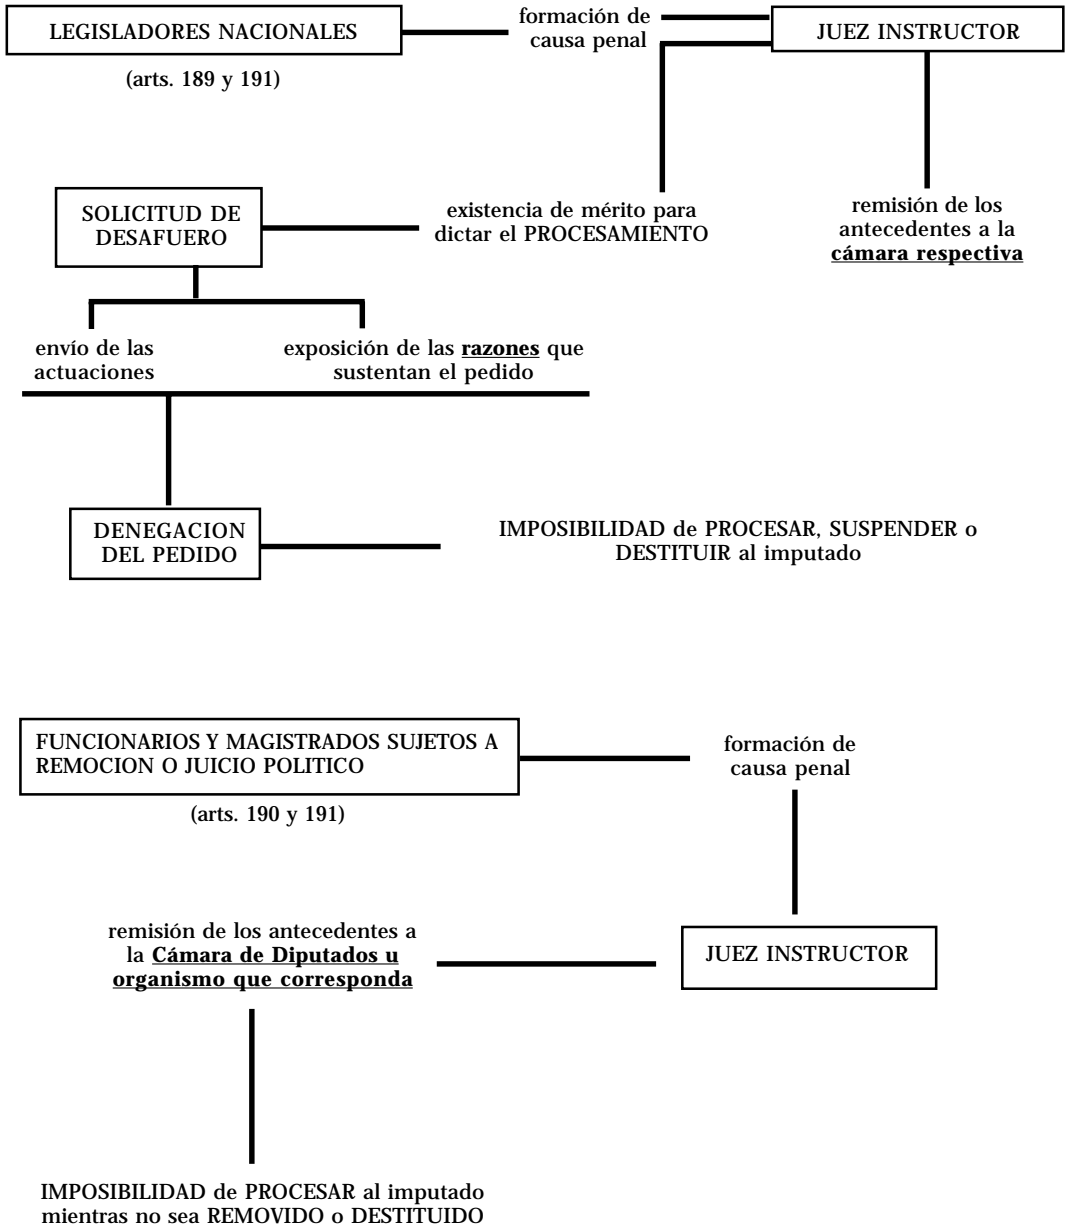 LEGISLADORES NACIONALES
(arts. 189 y 191)
formación de
causa penal
JUEZ INSTRUCTOR
remisión de los
antecedentes a la
cámara respectiva
existencia de mérito para
dictar el PROCESAMIENTO
SOLICITUD DE
DESAFUERO
envío de las
actuaciones
exposición de las razones que
sustentan el pedido
DENEGACION
DEL PEDIDO
IMPOSIBILIDAD de PROCESAR, SUSPENDER o
DESTITUIR al imputado
FUNCIONARIOS Y MAGISTRADOS SUJETOS A
REMOCION O JUICIO POLITICO
(arts. 190 y 191)
formación de
causa penal
JUEZ INSTRUCTOR
remisión de los antecedentes a
la Cámara de Diputados u
organismo que corresponda
IMPOSIBILIDAD de PROCESAR al imputado
mientras no sea REMOVIDO o DESTITUIDO